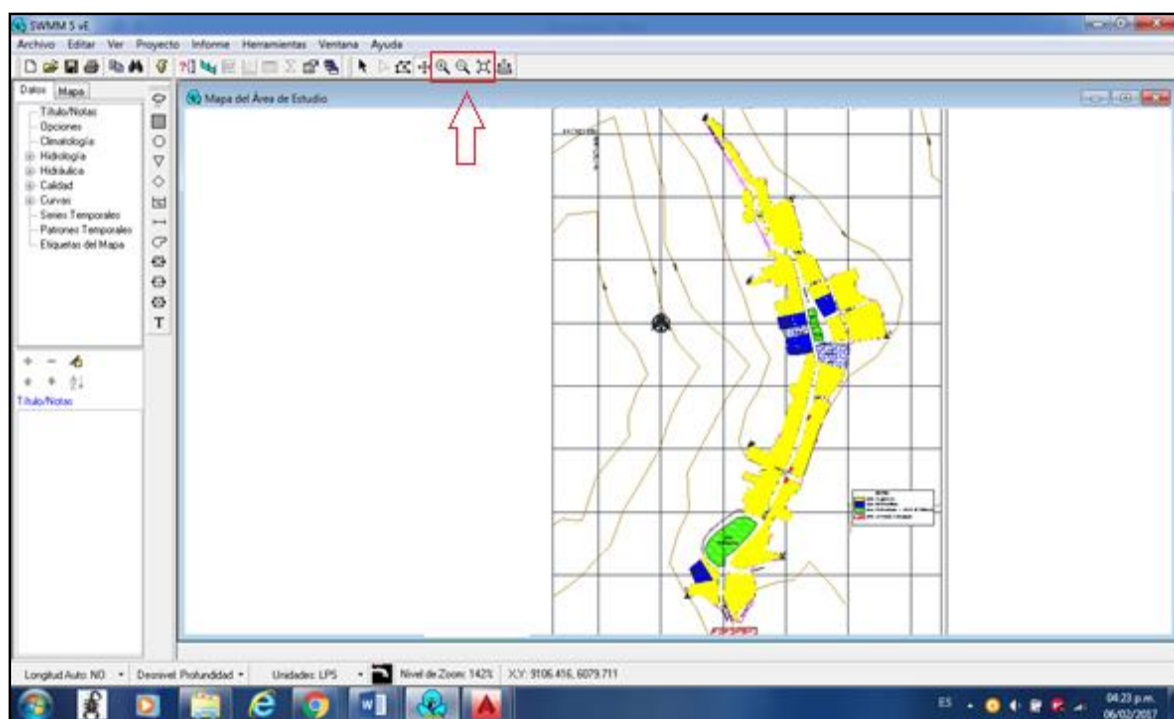 SWMM 5 vE
Archivo Editar Ver Proyecto Informe Herramientas Ventana Ayuda
Datos Mapa
Mapa del Área de Estudio
Título/Notas
Opciones
Climatología
Hidrología
Hidráulica
Calidad
Curvas
Series Temporales
Patrones Temporales
Etiquetas del Mapa
T
Título/Notas
Longitud Auto: NO
Desnivel: Profundidad
Unidades: LPS
Nivel de Zoom: 142%
X,Y: 9106.416, 6079.711
ES
04:23 p.m.
06/02/2017